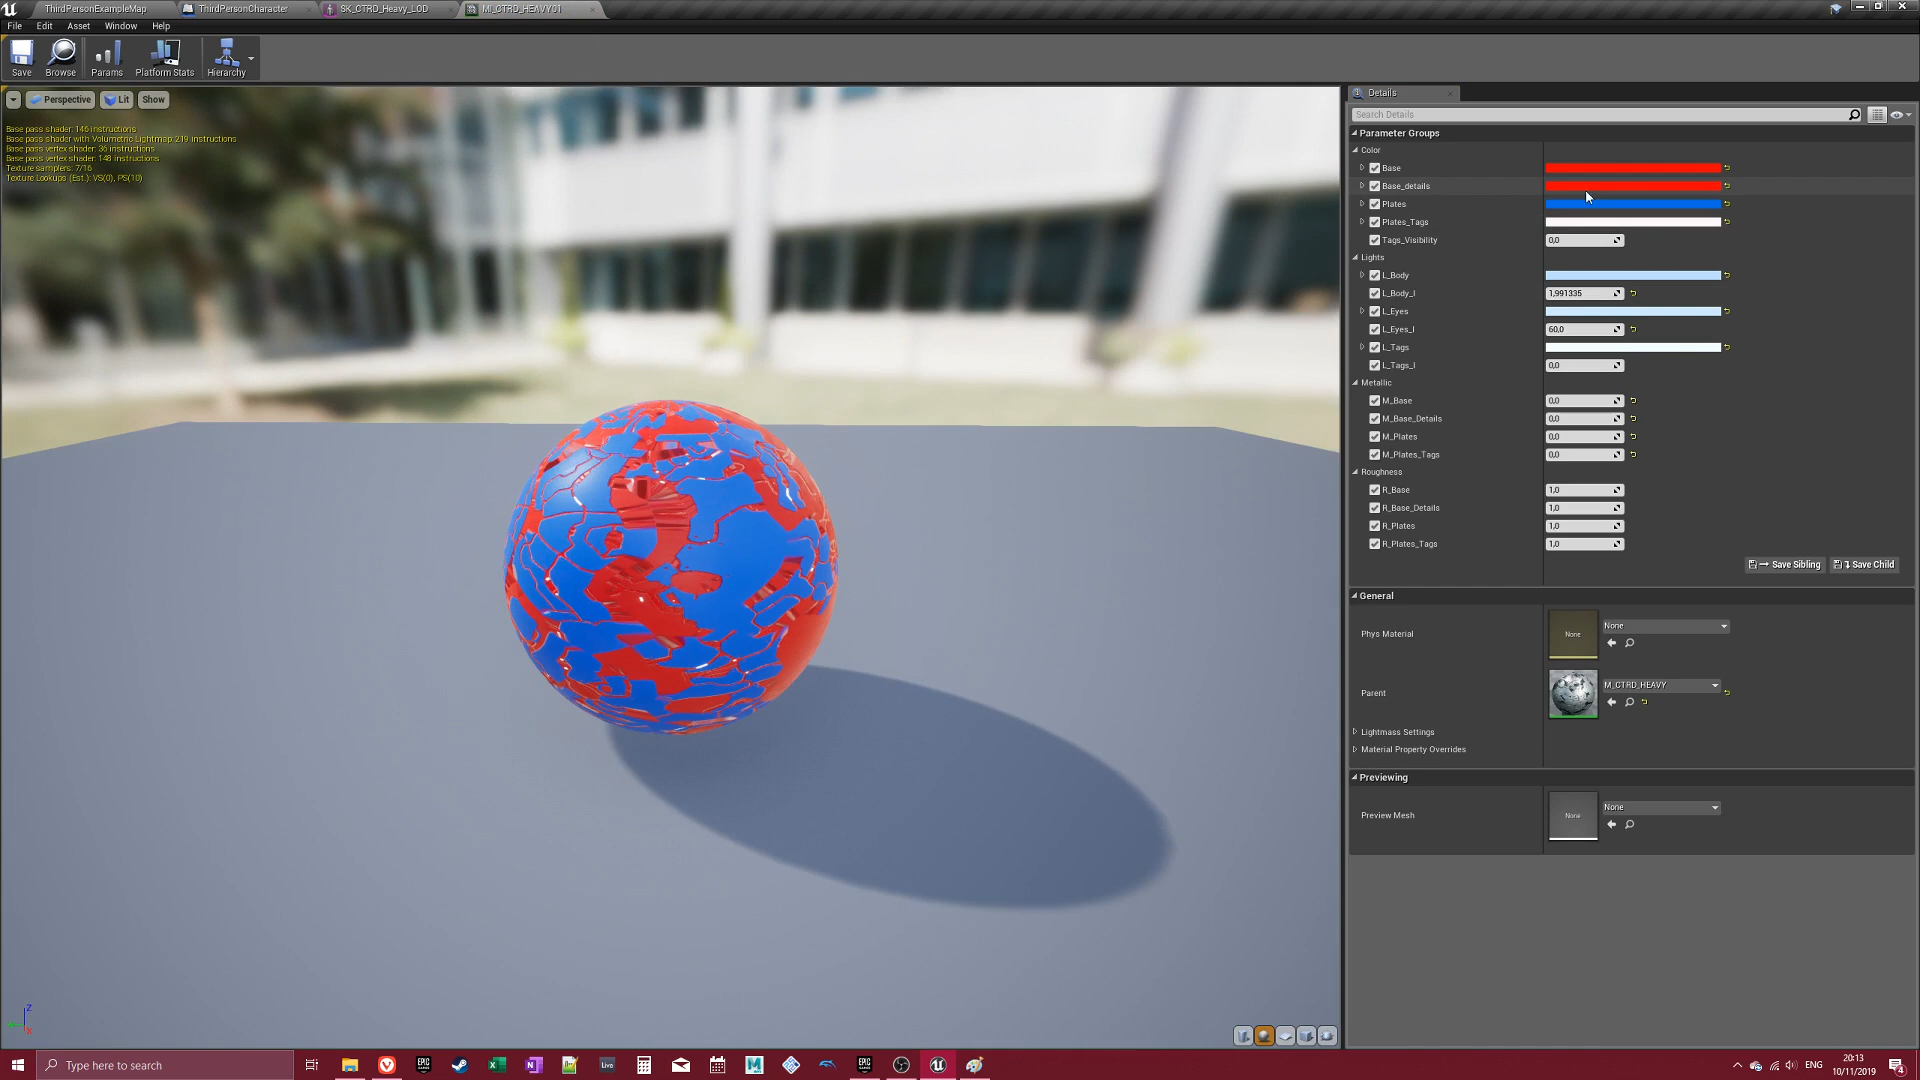 ThirdPersonExampleMap
ThirdPersonCharacter
SK_CTRD_Heavy_LOD
MI_CTRD_HEAVY01
File Edit Asset Window Help
Save Browse Params Platform Stats Hierarchy
Perspective Lit Show
Base pass shader: 146 instructions
Base pass shader with Volumetric Lightmap: 219 instructions
Base pass vertex shader: 36 instructions
Base pass vertex shader: 148 instructions
Texture samplers: 7/16
Texture Lookups (Est.): VS(0), PS(10)
Z
X
Details
Search Details
Parameter Groups
Color
Base
Base_details
Plates
Plates_Tags
Tags_Visibility 0,0
Lights
L_Body
L_Body_I 1,991335
L_Eyes
L_Eyes_I 60,0
L_Tags
L_Tags_I 0,0
Metallic
M_Base 0,0
M_Base_Details 0,0
M_Plates 0,0
M_Plates_Tags 0,0
Roughness
R_Base 1,0
R_Base_Details 1,0
R_Plates 1,0
R_Plates_Tags 1,0
Save Sibling Save Child
General
Phys Material None None
Parent M_CTRD_HEAVY
Lightmass Settings
Material Property Overrides
Previewing
Preview Mesh None None
Type here to search
EPIC GAMES
Live
EPIC GAMES
ENG
20:13
10/11/2019
4